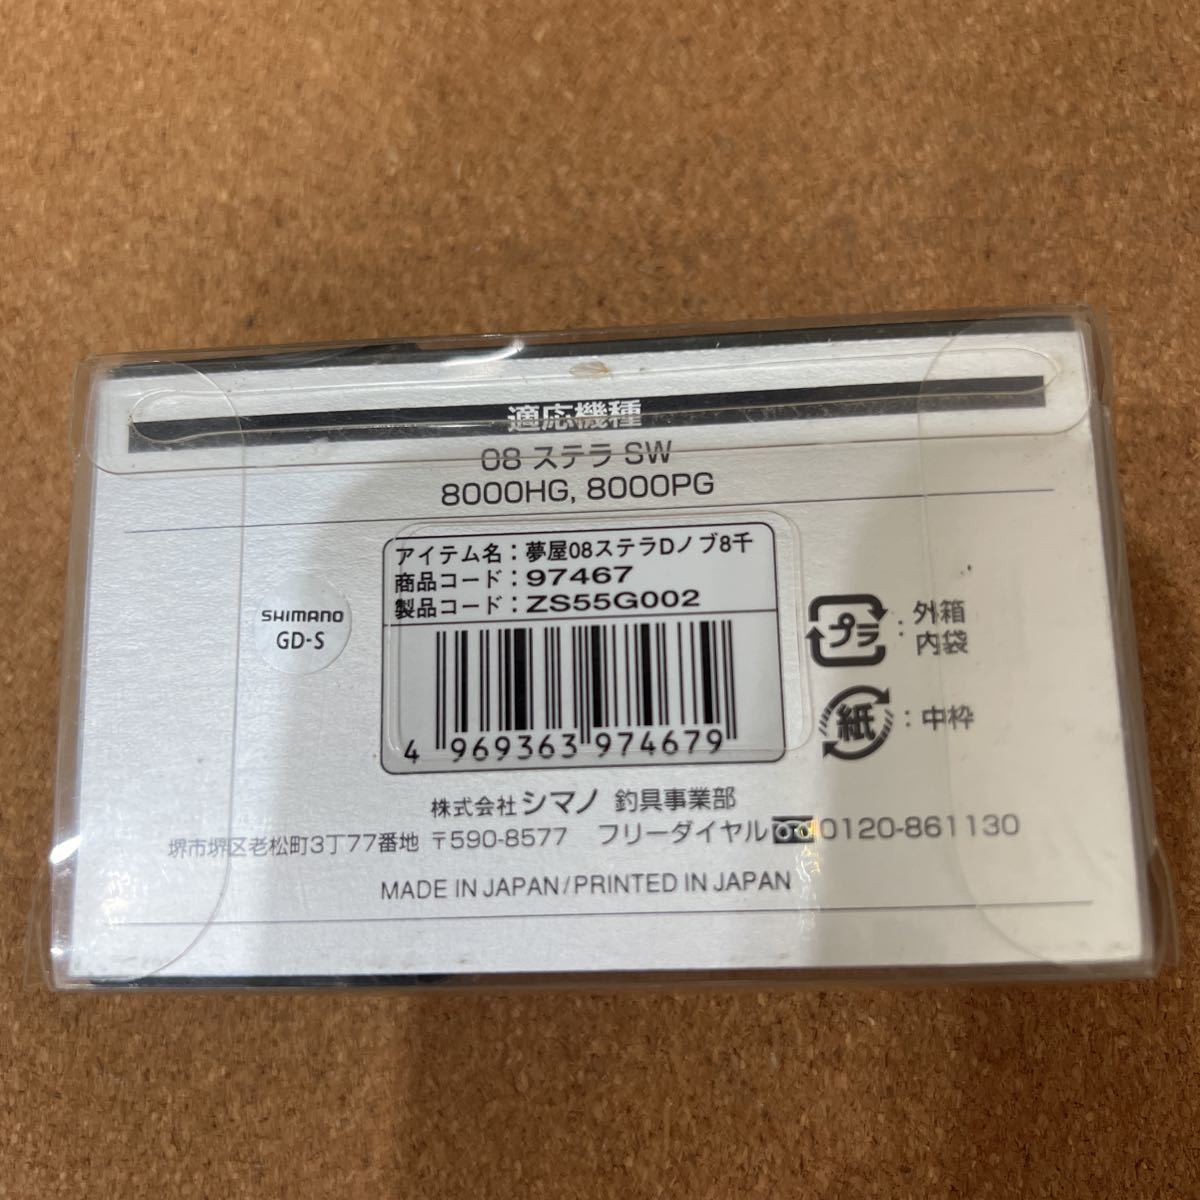 適応機種
08 ステラ SW
8000HG, 8000PG
アイテム名：夢屋08ステラDノブ8千
商品コード：97467
製品コード：ZS55G002
4 969363 974679
SHIMANO
GD-S
プラ：外箱
内袋
紙：中枠
株式会社 シマノ 釣具事業部
堺市堺区老松町3丁77番地 〒590-8577 フリーダイヤル 0120-861130
MADE IN JAPAN/PRINTED IN JAPAN